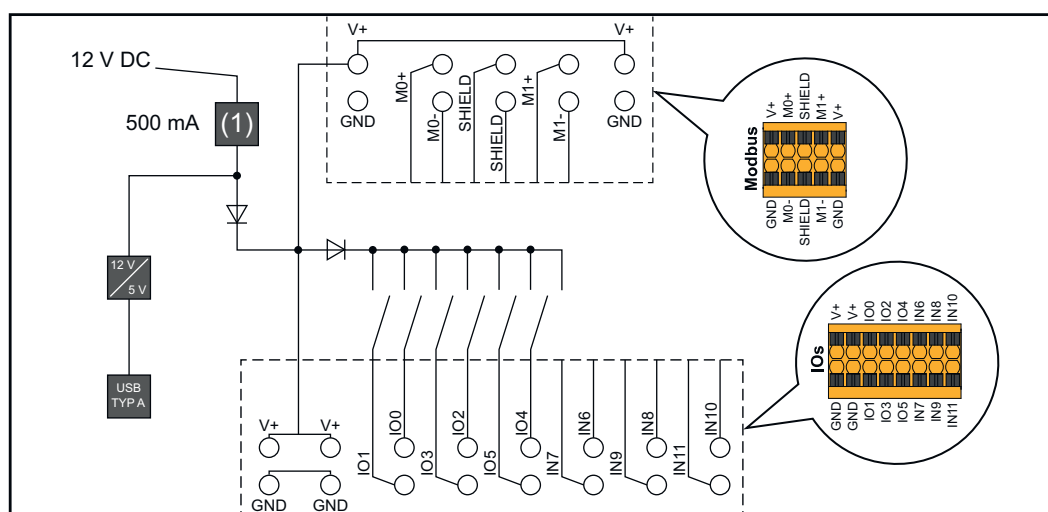 V+ V+
12 V DC
M0+ SHIELD M1+
500 mA (1)
GND M0- SHIELD M1- GND
V+ M0+ SHIELD M1+ V+
Modbus
GND M0- SHIELD M1- GND
12 V
5 V
V+ V+ IO0 IO2 IO4 IN6 IN8 IN10
IOs
GND GND IO1 IO3 IO5 IN7 IN9 IN11
USB
TYP A
V+ V+ IO0 IO2 IO4 IN6 IN8 IN10
IO1 IO3 IO5 IN7 IN9 IN11
GND GND